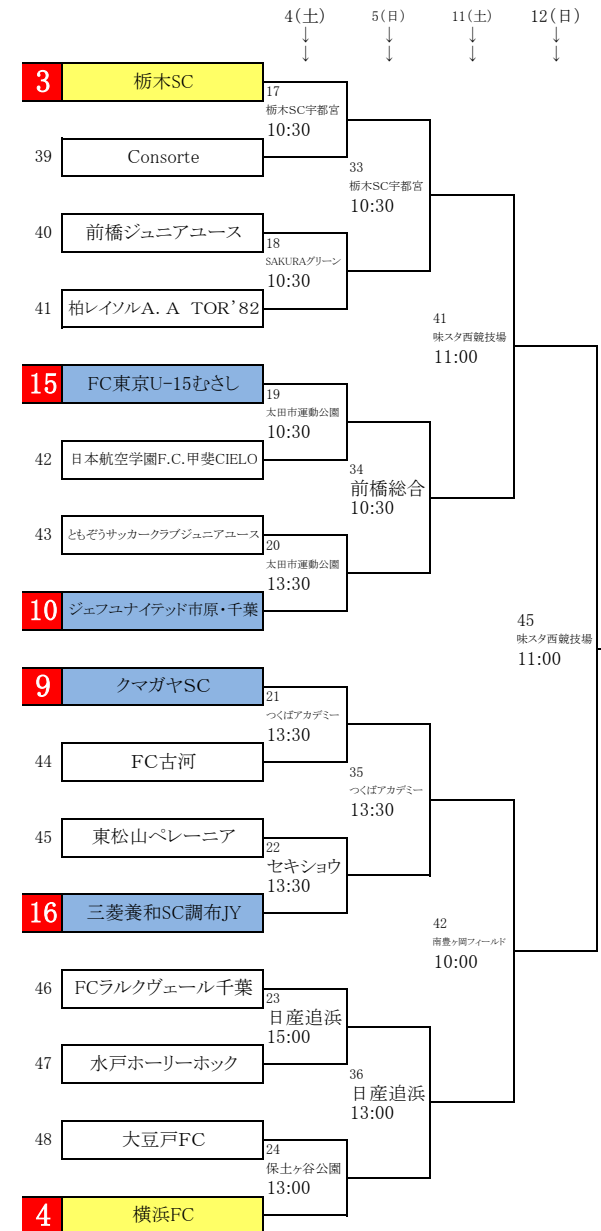 4(土) 5(日) 11(土) 12(日)
↓ ↓ ↓ ↓
↓ ↓ ↓ ↓
3 栃木SC
17
栃木SC宇都宮
10:30
39 Consorte
33
栃木SC宇都宮
10:30
40 前橋ジュニアユース
18
SAKURAグリーン
10:30
41 柏レイソルA.A TOR'82
41
味スタ西競技場
11:00
15 FC東京U-15むさし
19
太田市運動公園
10:30
42 日本航空学園F.C.甲斐CIELO
34
前橋総合
10:30
43 ともぞうサッカークラブジュニアユース
20
太田市運動公園
13:30
10 ジェフユナイテッド市原・千葉
45
味スタ西競技場
11:00
9 クマガヤSC
21
つくばアカデミー
13:30
44 FC古河
35
つくばアカデミー
13:30
45 東松山ペレーニア
22
セキショウ
13:30
16 三菱養和SC調布JY
42
南豊ヶ岡フィールド
10:00
46 FCラルクヴェール千葉
23
日産追浜
15:00
47 水戸ホーリーホック
36
日産追浜
13:00
48 大豆戸FC
24
保土ヶ谷公園
13:00
4 横浜FC